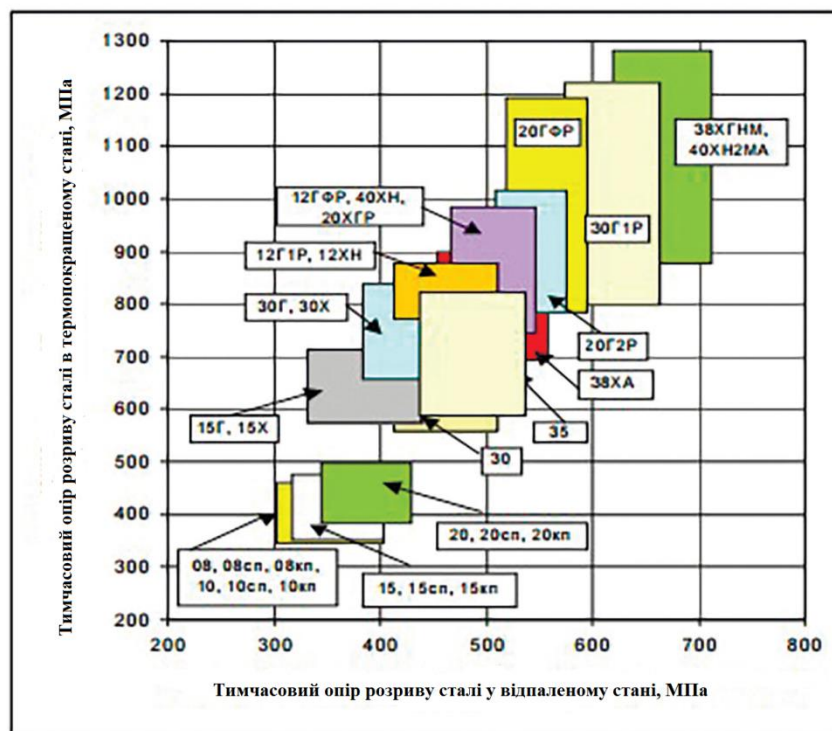 Тимчасовий опір розриву сталі в термопокращеному стані, МПа
1300
1200
1100
1000
900
800
700
600
500
400
300
200
20ГФР
38ХГНМ,
40ХН2МА
12ГФР, 40ХН,
20ХГР
30Г1Р
12Г1Р, 12ХН
30Г, 30Х
20Г2Р
38ХА
15Г, 15Х
35
30
20, 20сп, 20кп
08, 08сп, 08кп,
10, 10сп, 10кп
15, 15сп, 15кп
200
300
400
500
600
700
800
Тимчасовий опір розриву сталі у відпаленому стані, МПа